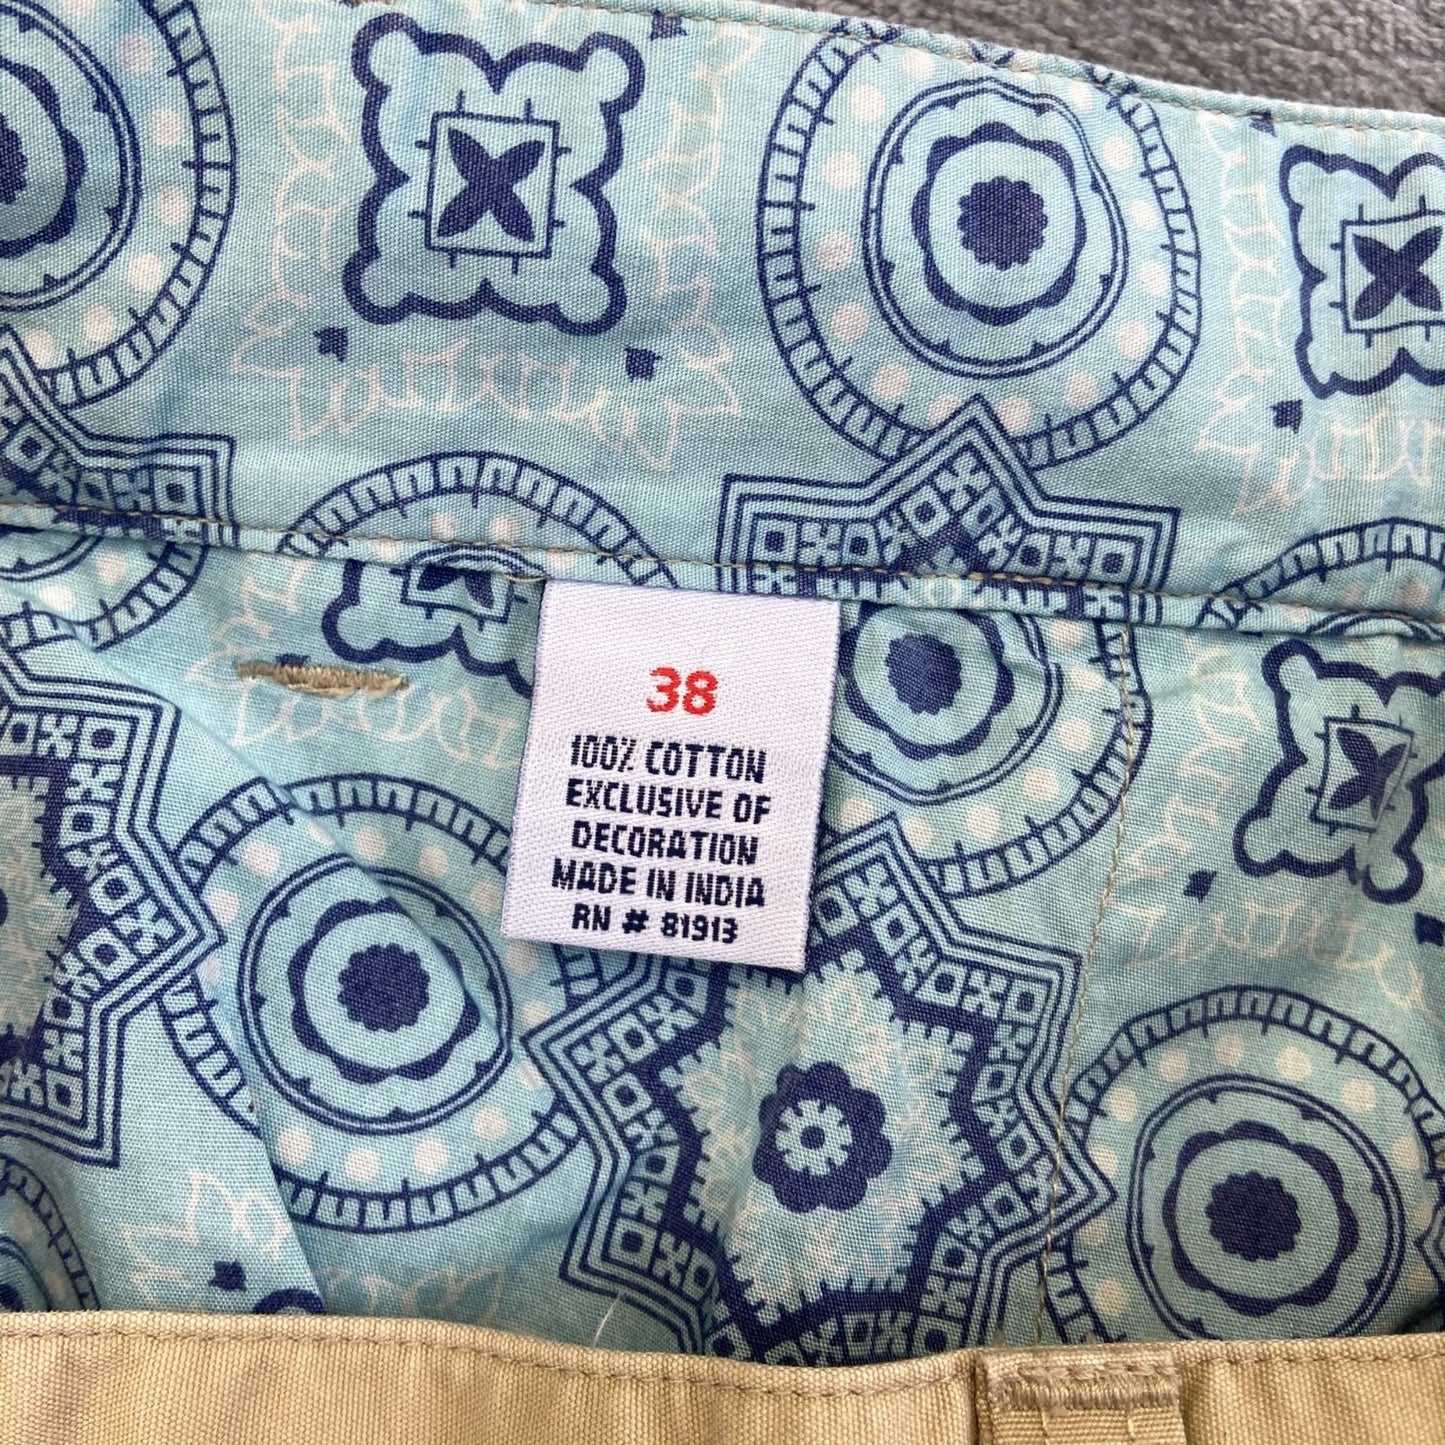 38
100% COTTON
EXCLUSIVE OF
DECORATION
MADE IN INDIA
RN # 81913